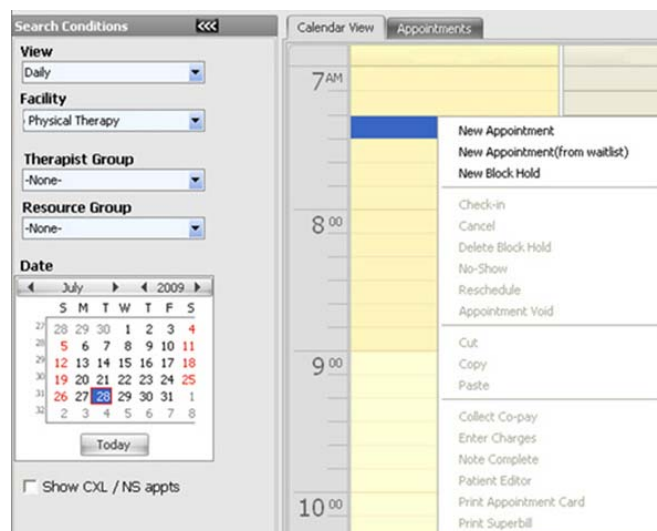 Search Conditions
View
Daily
Facility
Physical Therapy
Therapist Group
-None-
Resource Group
-None-
Date
July 2009
S M T W T F S
27 28 29 30 1 2 3 4
28 5 6 7 8 9 10 11
29 12 13 14 15 16 17 18
30 19 20 21 22 23 24 25
31 26 27 28 29 30 31 1
32 2 3 4 5 6 7 8
Today
Show CXL / NS appts
Calendar View Appointments
7 AM
8 00
9 00
10 00
New Appointment
New Appointment(from waitlist)
New Block Hold
Check-in
Cancel
Delete Block Hold
No-Show
Reschedule
Appointment Void
Cut
Copy
Paste
Collect Co-pay
Enter Charges
Note Complete
Patient Editor
Print Appointment Card
Print Superbill